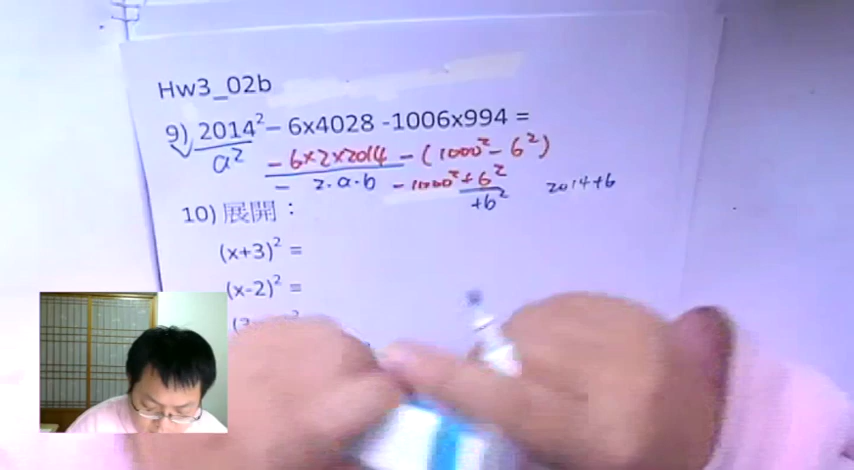 Hw3_02b
9) 2014² - 6x4028 -1006x994 =
a² - 6×2×2014 - (1000² - 6²)
- 2·a·b - 1000² + 6² 2014+6
+b²
10) 展開：
(x+3)² =
(x-2)² =